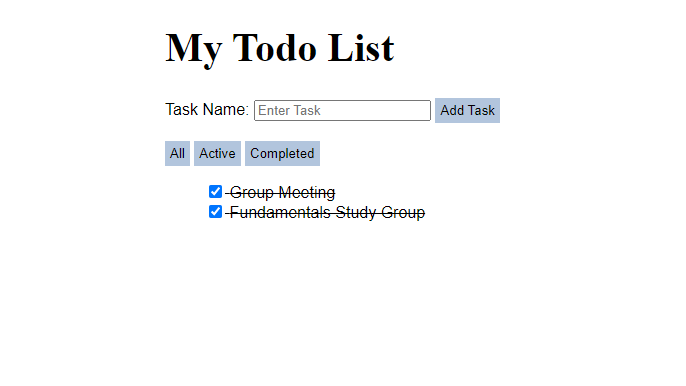 My Todo List
Task Name: Enter Task Add Task
All Active Completed
Group Meeting
Fundamentals Study Group